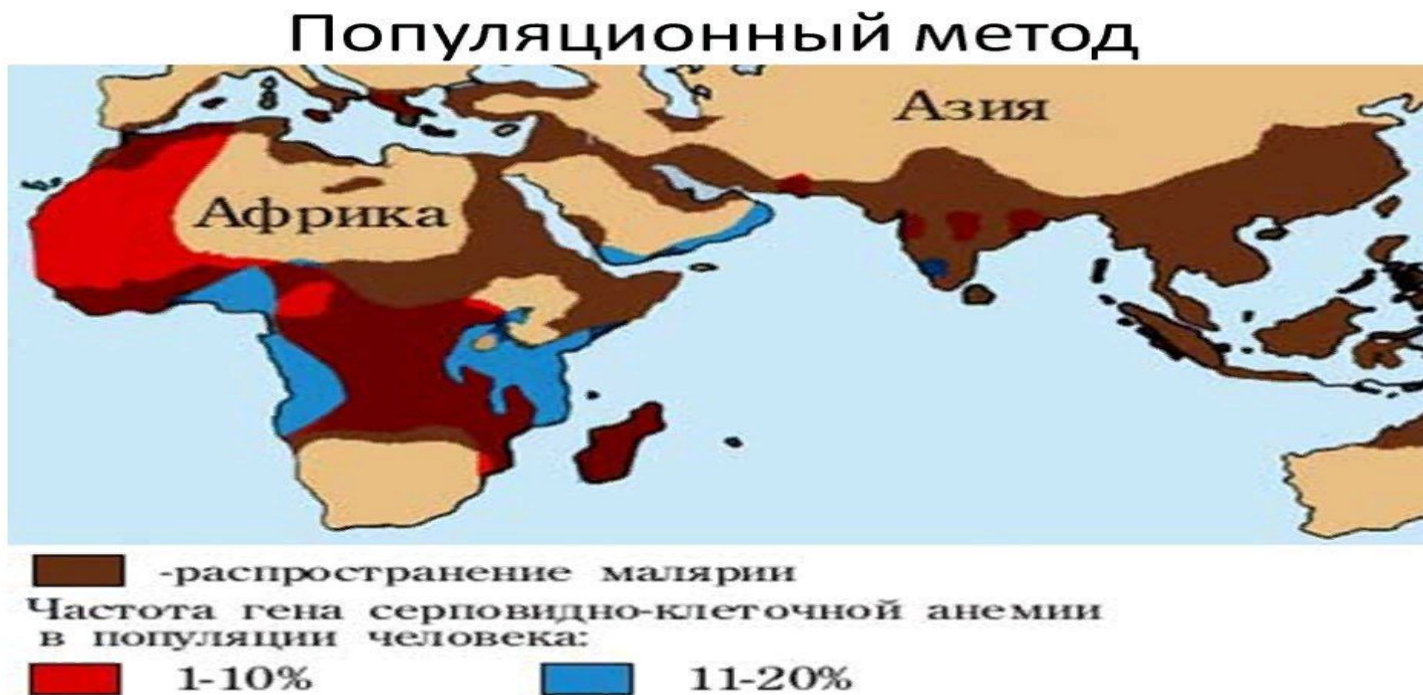 Популяционный метод
Азия
Африка
-распространение малярии
Частота гена серповидно-клеточной анемии
в популяции человека:
1-10%
11-20%